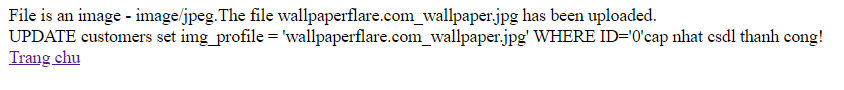 File is an image - image/jpeg.The file wallpaperflare.com_wallpaper.jpg has been uploaded.
UPDATE customers set img_profile = 'wallpaperflare.com_wallpaper.jpg' WHERE ID='0'cap nhat csdl thanh cong!
Trang chu